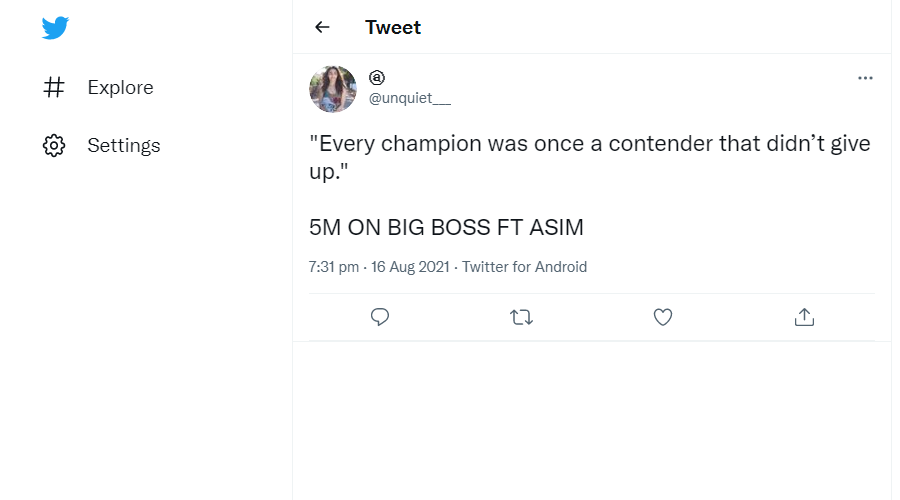 Tweet
Explore
Settings
@
@unquiet___
"Every champion was once a contender that didn’t give
up."
5M ON BIG BOSS FT ASIM
7:31 pm · 16 Aug 2021 · Twitter for Android